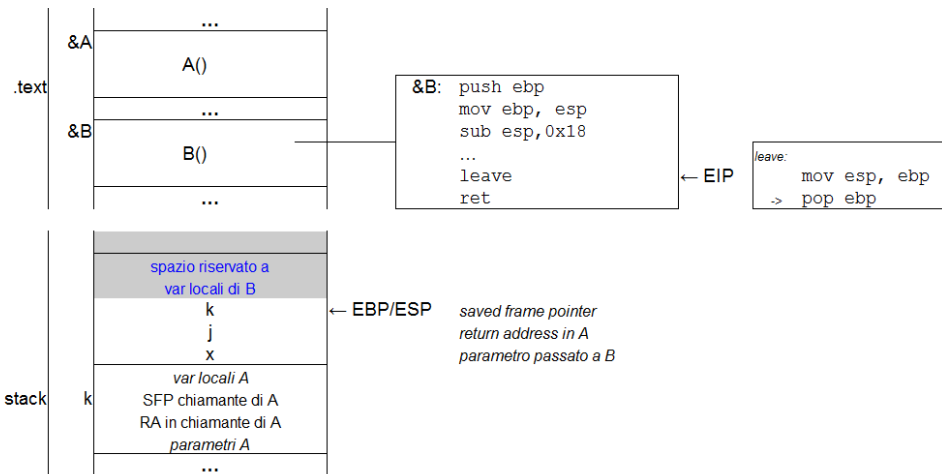 ...
&A
A()
.text
...
&B
B()
...
&B: push ebp
mov ebp, esp
sub esp,0x18
...
leave
ret
← EIP
leave:
mov esp, ebp
-> pop ebp
spazio riservato a
var locali di B
k
← EBP/ESP
saved frame pointer
j
return address in A
x
parametro passato a B
var locali A
stack
k
SFP chiamante di A
RA in chiamante di A
parametri A
...